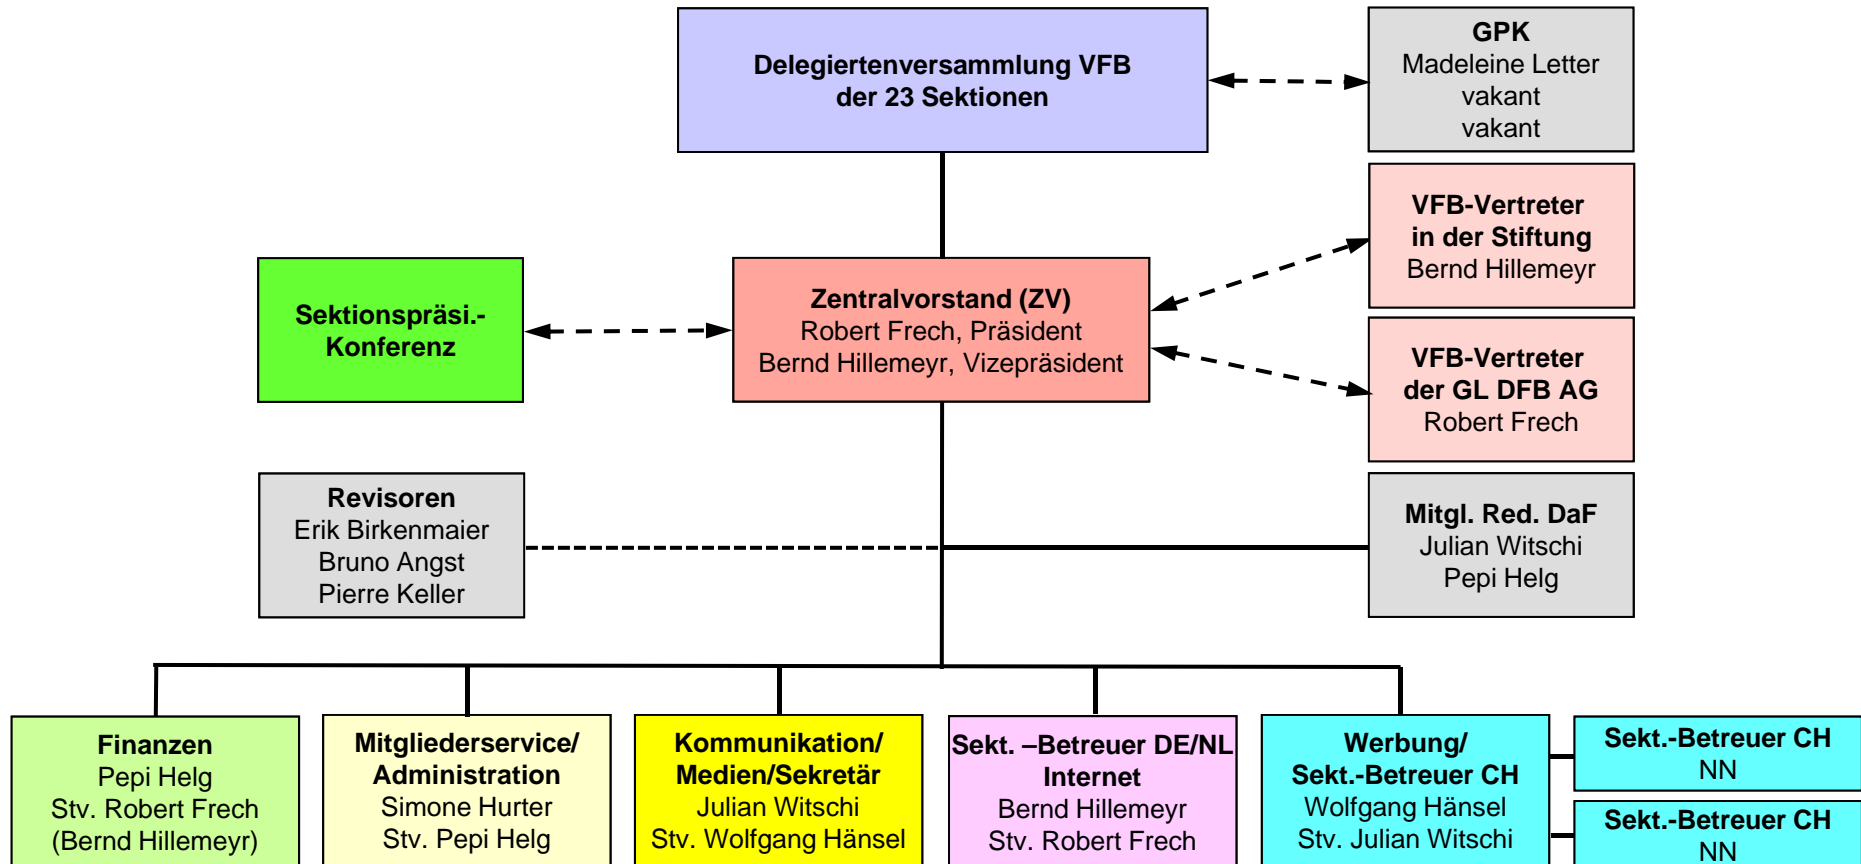 Delegiertenversammlung VFB
der 23 Sektionen
GPK
Madeleine Letter
vakant
vakant
VFB-Vertreter
in der Stiftung
Bernd Hillemeyr
Sektionspräsi.-
Konferenz
Zentralvorstand (ZV)
Robert Frech, Präsident
Bernd Hillemeyr, Vizepräsident
VFB-Vertreter
der GL DFB AG
Robert Frech
Revisoren
Erik Birkenmaier
Bruno Angst
Pierre Keller
Mitgl. Red. DaF
Julian Witschi
Pepi Helg
Finanzen
Pepi Helg
Stv. Robert Frech
(Bernd Hillemeyr)
Mitgliederservice/
Administration
Simone Hurter
Stv. Pepi Helg
Kommunikation/
Medien/Sekretär
Julian Witschi
Stv. Wolfgang Hänsel
Sekt. –Betreuer DE/NL
Internet
Bernd Hillemeyr
Stv. Robert Frech
Werbung/
Sekt.-Betreuer CH
Wolfgang Hänsel
Stv. Julian Witschi
Sekt.-Betreuer CH
NN
Sekt.-Betreuer CH
NN